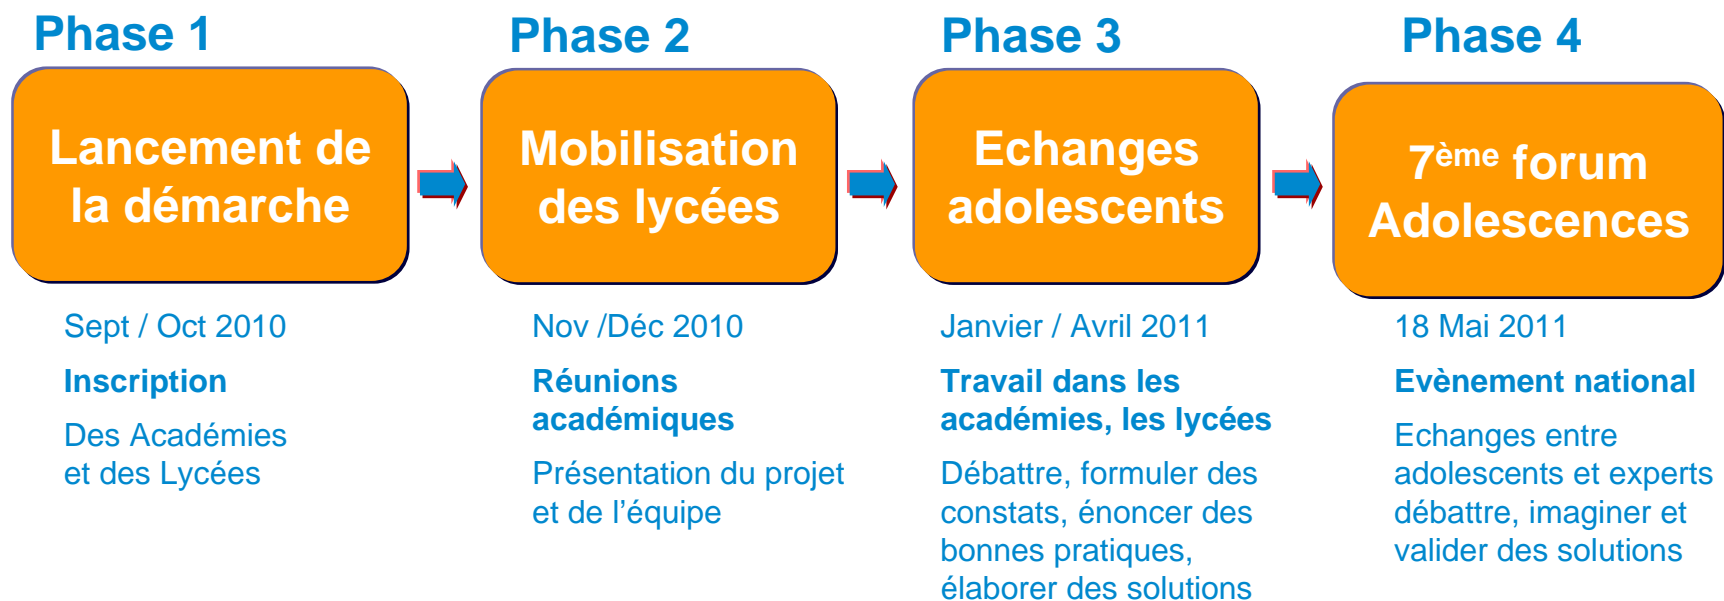 Phase 1
Lancement de
la démarche
Sept / Oct 2010
Inscription
Des Académies
et des Lycées
Phase 2
Mobilisation
des lycées
Nov /Déc 2010
Réunions
académiques
Présentation du projet
et de l’équipe
Phase 3
Echanges
adolescents
Janvier / Avril 2011
Travail dans les
académies, les lycées
Débattre, formuler des
constats, énoncer des
bonnes pratiques,
élaborer des solutions
Phase 4
7ème forum
Adolescences
18 Mai 2011
Evènement national
Echanges entre
adolescents et experts
débattre, imaginer et
valider des solutions